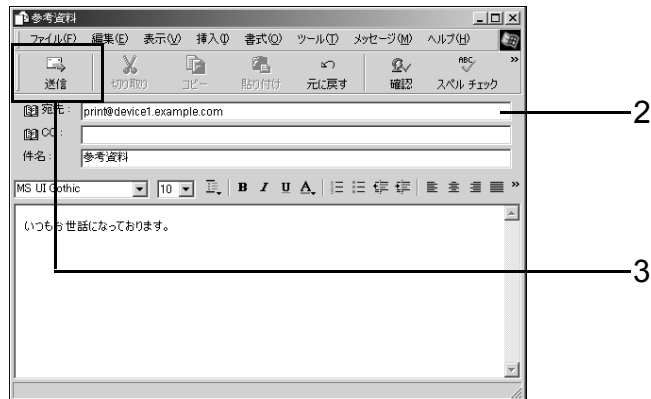 参考資料
ファイル(F) 編集(E) 表示(V) 挿入(I) 書式(O) ツール(T) メッセージ(M) ヘルプ(H)
送信 切り取り コピー 貼り付け 元に戻す 確認 ABC スペル チェック »
宛先: print@device1.example.com 2
CC:
件名: 参考資料
MS UI Gothic 10 B I U A »
いつもお世話になっております。
3